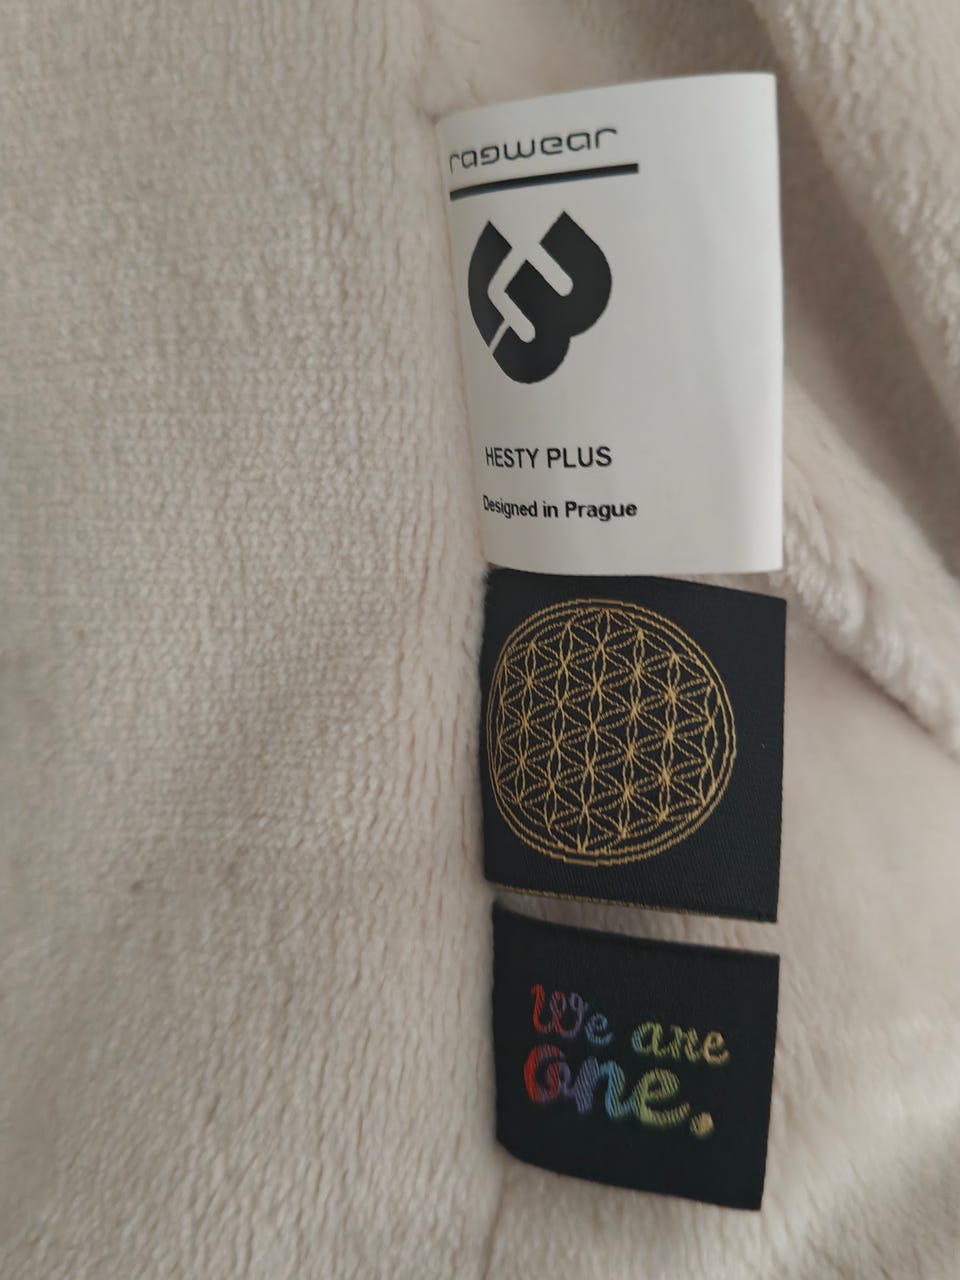 ragwear
HESTY PLUS
Designed in Prague
We are
one.